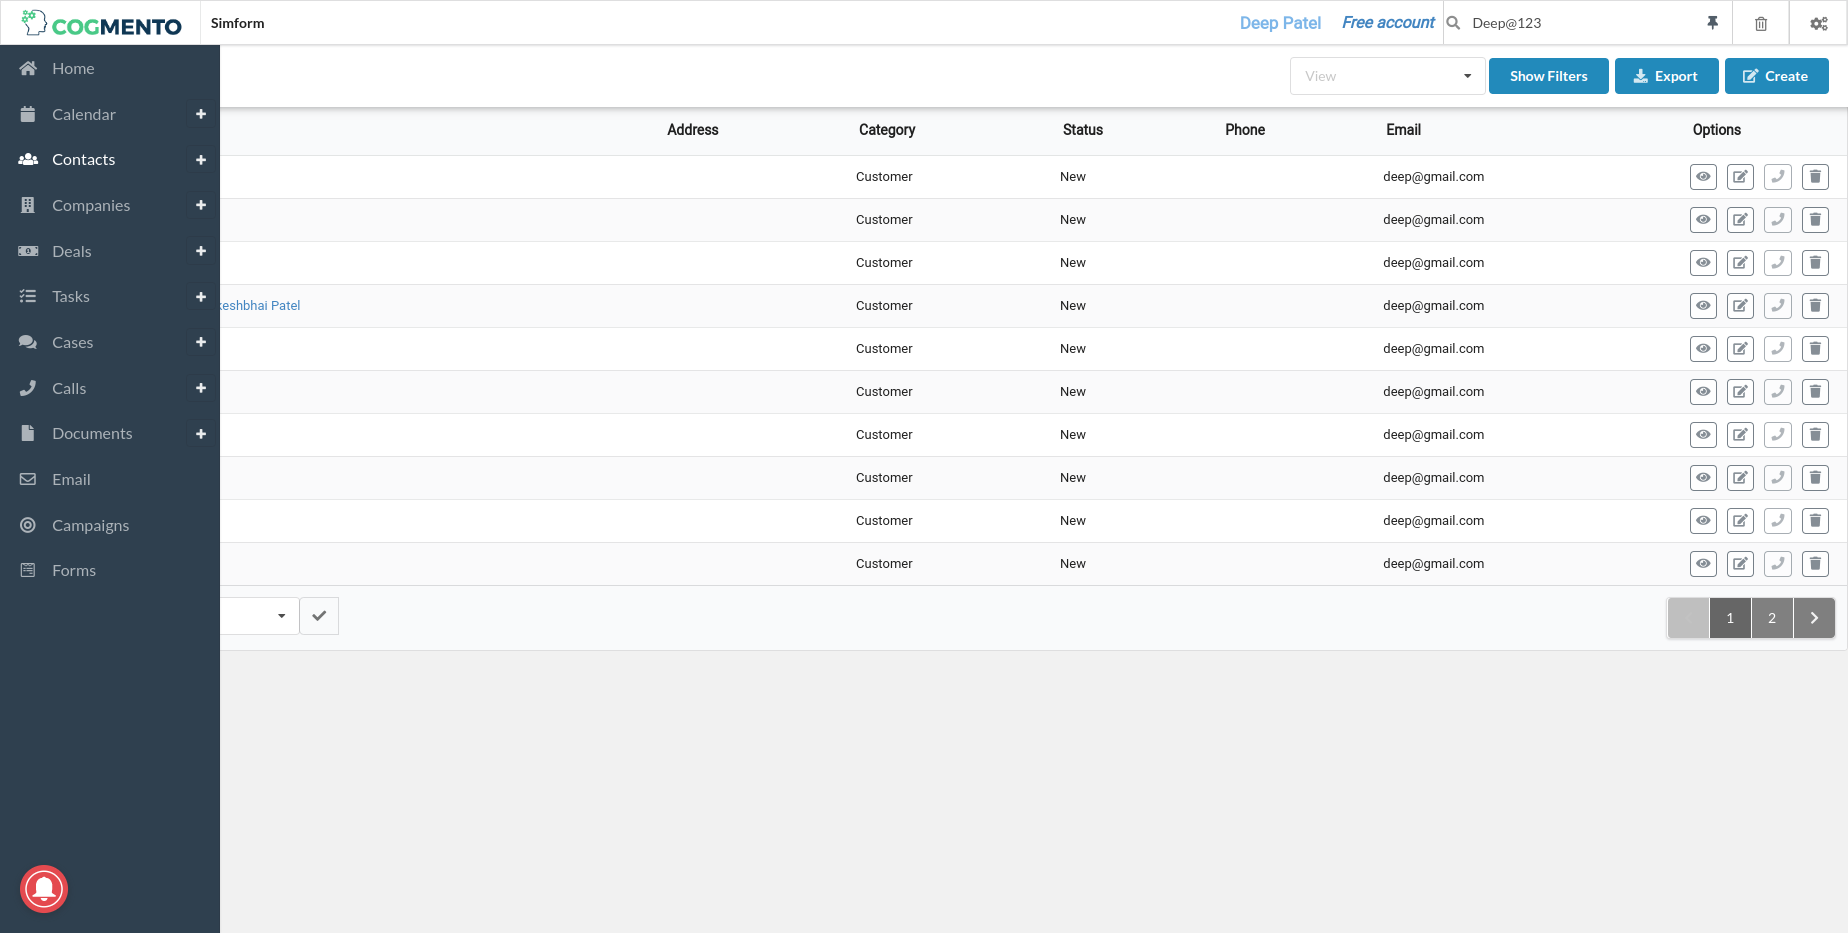 COGMENTO Simform Deep Patel Free account Deep@123
Home
View Show Filters Export Create
Calendar
Address Category Status Phone Email Options
Contacts
Customer New deep@gmail.com
Companies
Customer New deep@gmail.com
Deals
Customer New deep@gmail.com
Tasks
keshbhai Patel Customer New deep@gmail.com
Cases
Customer New deep@gmail.com
Calls
Customer New deep@gmail.com
Documents
Customer New deep@gmail.com
Email
Customer New deep@gmail.com
Campaigns
Customer New deep@gmail.com
Forms
Customer New deep@gmail.com
1 2